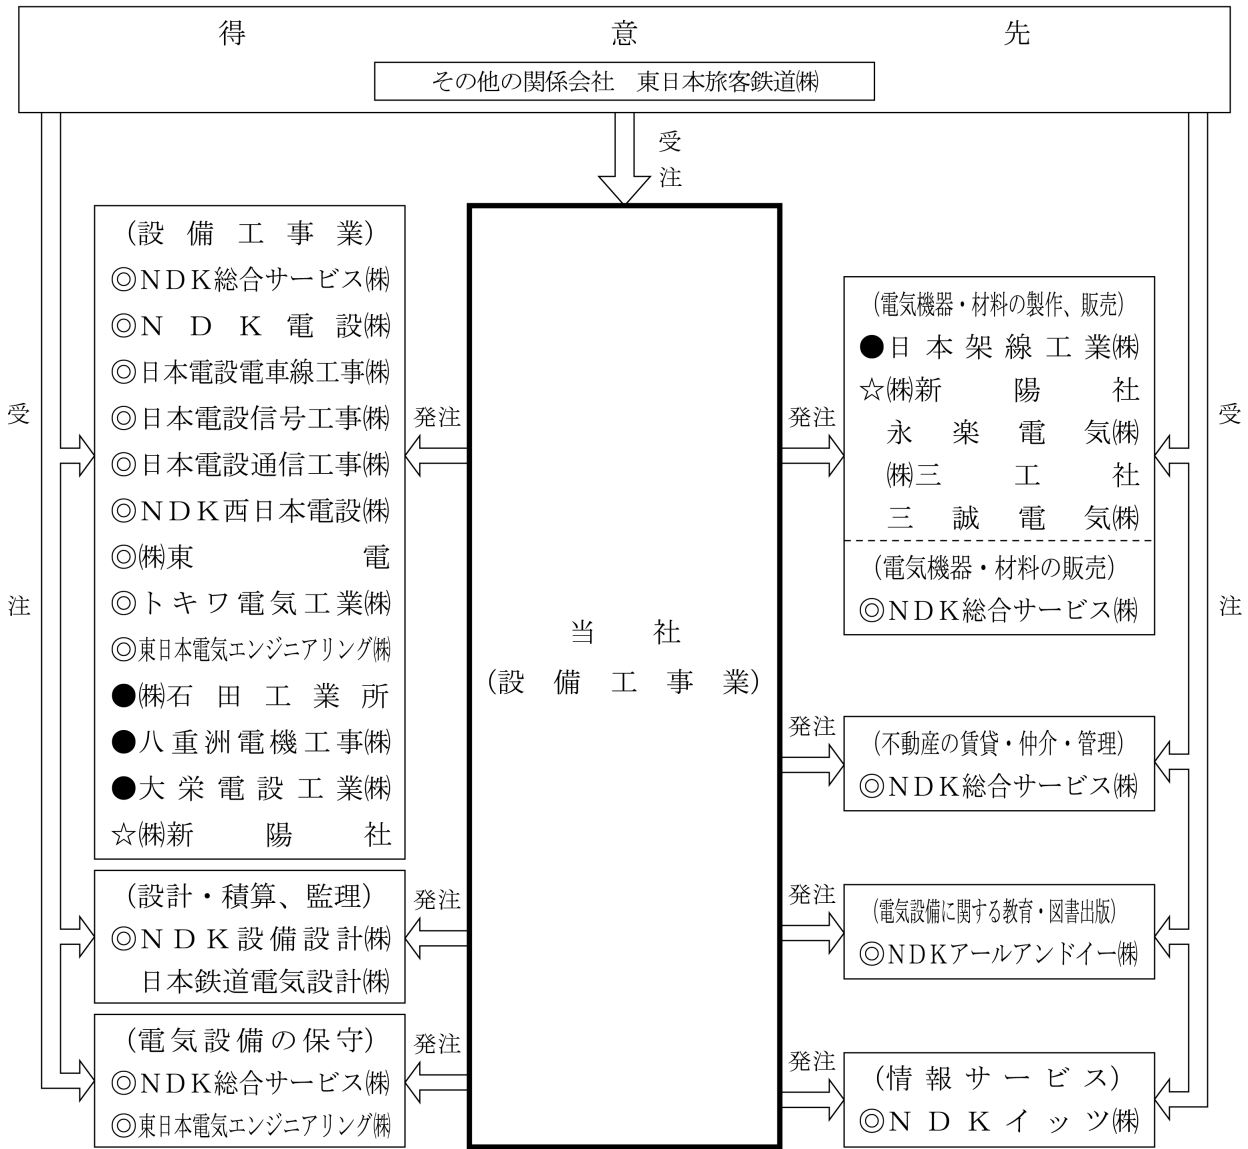 得意先
その他の関係会社　東日本旅客鉄道㈱
受注
受注
(設備工事業)
◎NDK総合サービス㈱
◎NDK電設㈱
◎日本電設電車線工事㈱
◎日本電設信号工事㈱
◎日本電設通信工事㈱
◎NDK西日本電設㈱
◎㈱東電
◎トキワ電気工業㈱
◎東日本電気エンジニアリング㈱
●㈱石田工業所
●八重洲電機工事㈱
●大栄電設工業㈱
☆㈱新陽社
発注
(設計・積算、監理)
◎NDK設備設計㈱
日本鉄道電気設計㈱
発注
(電気設備の保守)
◎NDK総合サービス㈱
◎東日本電気エンジニアリング㈱
発注
当社
(設備工事業)
発注
(電気機器・材料の製作、販売)
●日本架線工業㈱
☆㈱新陽社
永楽電気㈱
㈱三工社
三誠電気㈱
(電気機器・材料の販売)
◎NDK総合サービス㈱
発注
(不動産の賃貸・仲介・管理)
◎NDK総合サービス㈱
発注
(電気設備に関する教育・図書出版)
◎NDKアールアンドイー㈱
発注
(情報サービス)
◎NDKイッツ㈱
受注